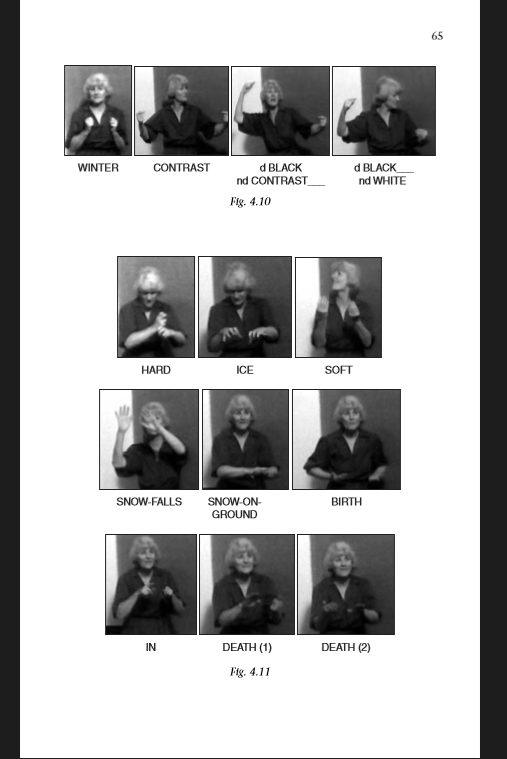 65
WINTER CONTRAST d BLACK d BLACK___
nd CONTRAST___ nd WHITE
Fig. 4.10
HARD ICE SOFT
SNOW-FALLS SNOW-ON- BIRTH
GROUND
IN DEATH (1) DEATH (2)
Fig. 4.11